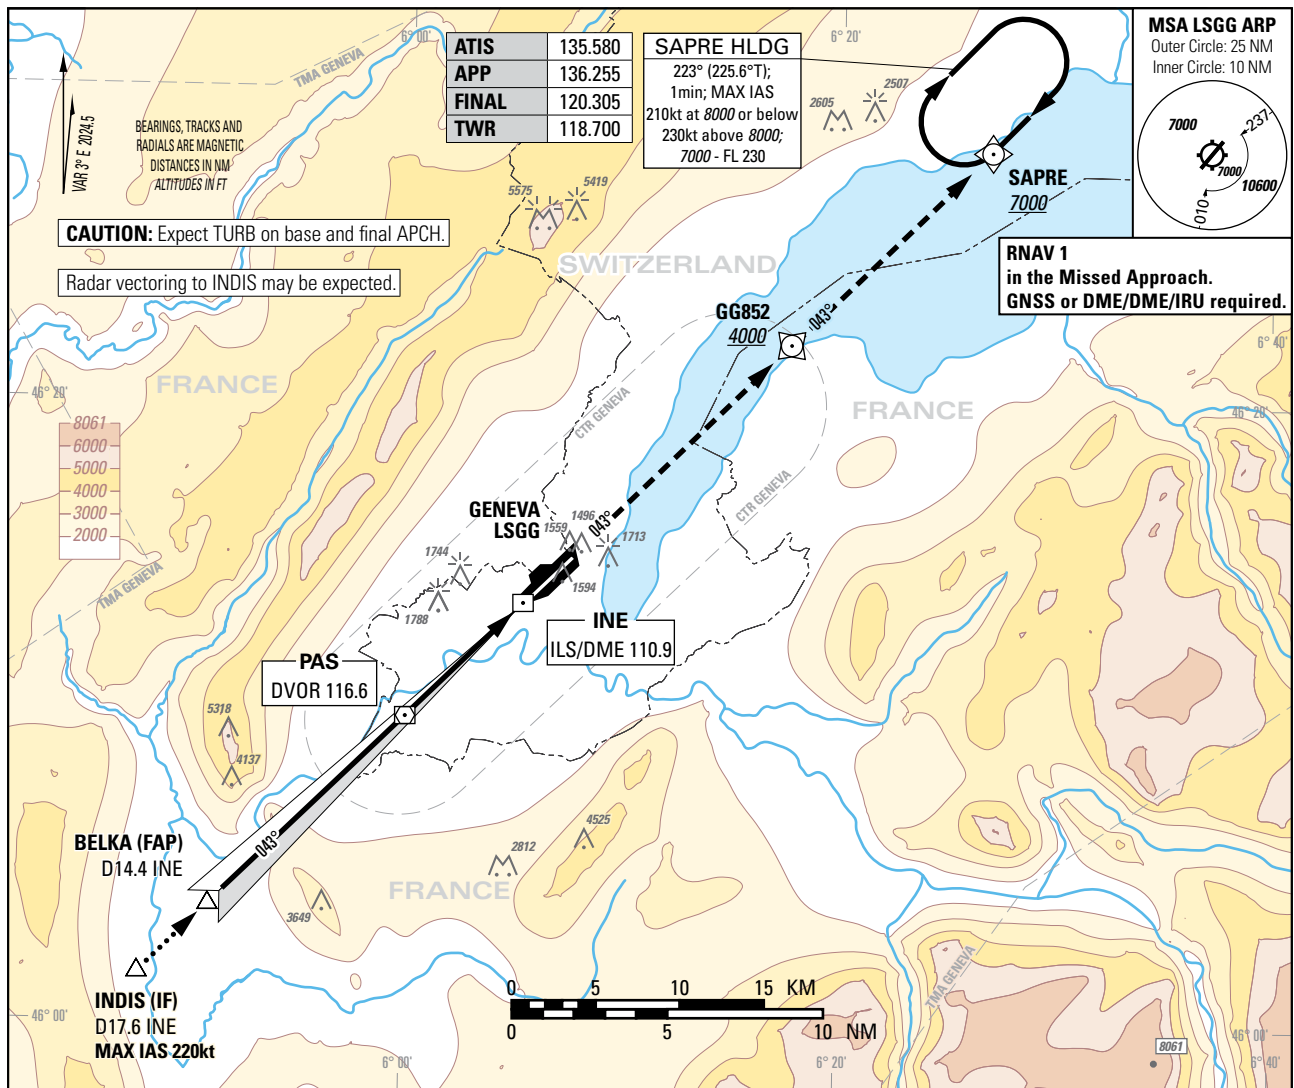 6° 00'
6° 20'
TMA GENEVA
VAR 3° E 2024.5
BEARINGS, TRACKS AND
RADIALS ARE MAGNETIC
DISTANCES IN NM
ALTITUDES IN FT
ATIS 135.580
APP 136.255
FINAL 120.305
TWR 118.700
SAPRE HLDG
223° (225.6°T);
1min; MAX IAS
210kt at 8000 or below
230kt above 8000;
7000 - FL 230
2605
2507
MSA LSGG ARP
Outer Circle: 25 NM
Inner Circle: 10 NM
7000
237
7000
10600
010
SAPRE
7000
5575
5419
CAUTION: Expect TURB on base and final APCH.
Radar vectoring to INDIS may be expected.
RNAV 1
in the Missed Approach.
GNSS or DME/DME/IRU required.
SWITZERLAND
GG852
4000
043°
6° 40'
46° 20'
FRANCE
FRANCE
46° 20'
CTR GENEVA
8061
6000
5000
4000
3000
2000
CTR GENEVA
GENEVA
LSGG
1559
1496
043°
1713
1744
1594
1788
TMA GENEVA
INE
ILS/DME 110.9
PAS
DVOR 116.6
5318
4137
BELKA (FAP)
D14.4 INE
043°
4525
2812
3649
FRANCE
INDIS (IF)
D17.6 INE
MAX IAS 220kt
0 5 10 15 KM
0 5 10 NM
TMA GENEVA
46° 00'
46° 00'
8061
6° 00'
6° 20'
6° 40'